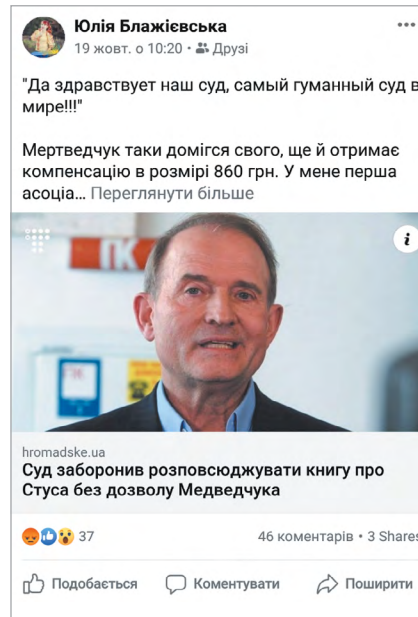 Юлія Блажієвська
19 жовт. о 10:20 · Друзі
"Да здравствует наш суд, самый гуманный суд в
мире!!!"
Мертведчук таки домігся свого, ще й отримає
компенсацію в розмірі 860 грн. У мене перша
асоціа... Переглянути більше
ПК
i
hromadske.ua
Суд заборонив розповсюджувати книгу про
Стуса без дозволу Медведчука
37
46 коментарів • 3 Shares
Подобається
Коментувати
Поширити